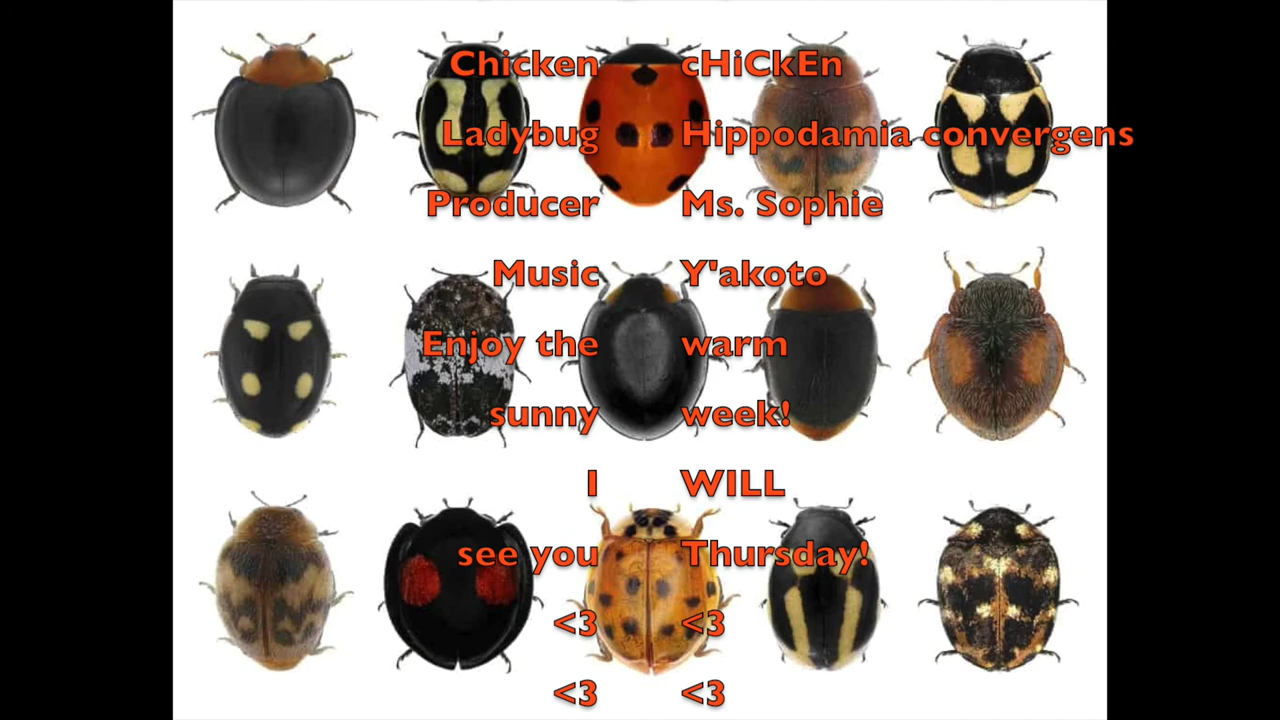 Chicken cHiCkEn
Ladybug Hippodamia convergens
Producer Ms. Sophie
Music Y'akoto
Enjoy the warm
sunny week!
I WILL
see you Thursday!
<3 <3
<3 <3